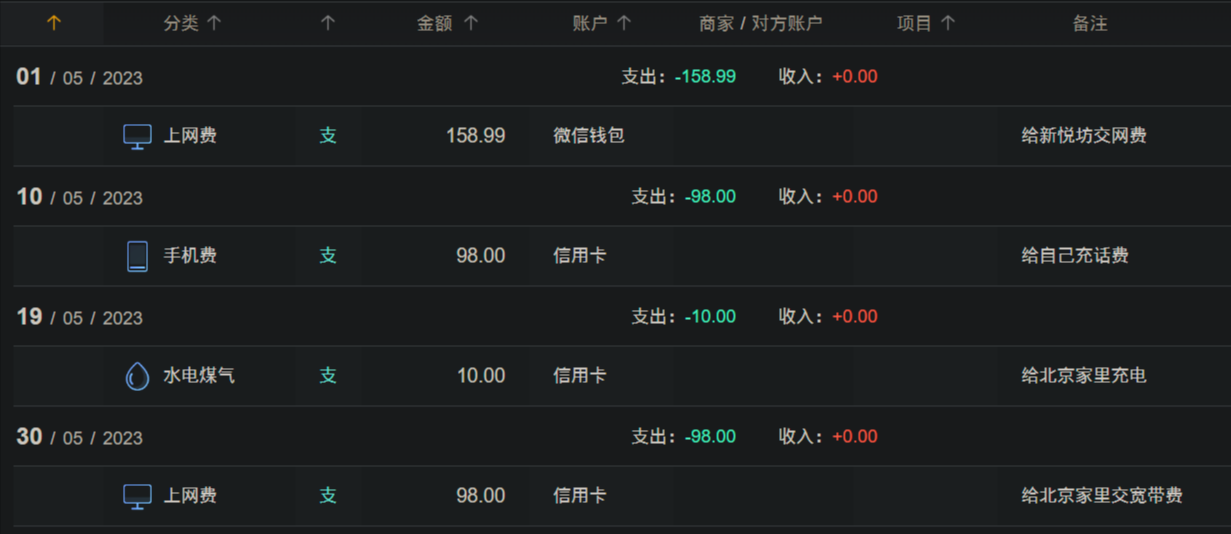 ↑ 分类 ↑ ↑ 金额 ↑ 账户 ↑ 商家 / 对方账户 项目 ↑ 备注
01 / 05 / 2023 支出：-158.99 收入：+0.00
上网费 支 158.99 微信钱包 给新悦坊交网费
10 / 05 / 2023 支出：-98.00 收入：+0.00
手机费 支 98.00 信用卡 给自己充话费
19 / 05 / 2023 支出：-10.00 收入：+0.00
水电煤气 支 10.00 信用卡 给北京家里充电
30 / 05 / 2023 支出：-98.00 收入：+0.00
上网费 支 98.00 信用卡 给北京家里交宽带费